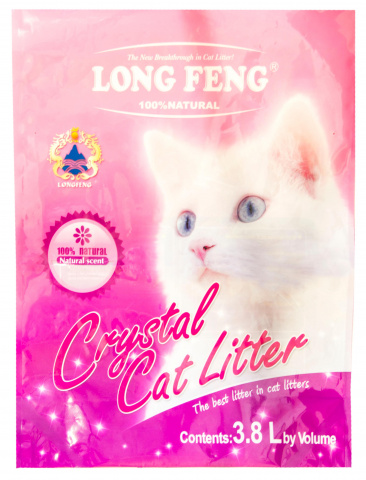 The New Breakthrough in Cat Litter!
LONG FENG®
100%NATURAL
LONGFENG
100% NATURAL
Natural scent
Crystal
Cat Litter
The best litter in cat litters
Contents:3.8 L by Volume